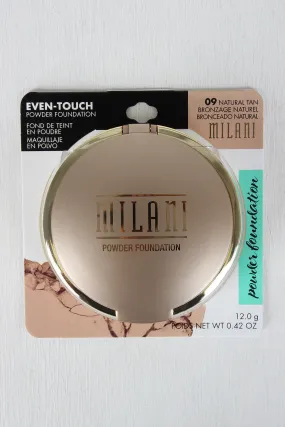 EVEN-TOUCH
POWDER FOUNDATION
FOND DE TEINT
EN POUDRE
MAQUILLAJE
EN POLVO
09 NATURAL TAN
BRONZAGE NATUREL
BRONCEADO NATURAL
MILANI
MILANI
POWDER FOUNDATION
powder foundation
12.0 g
POIDS NET WT 0.42 OZ